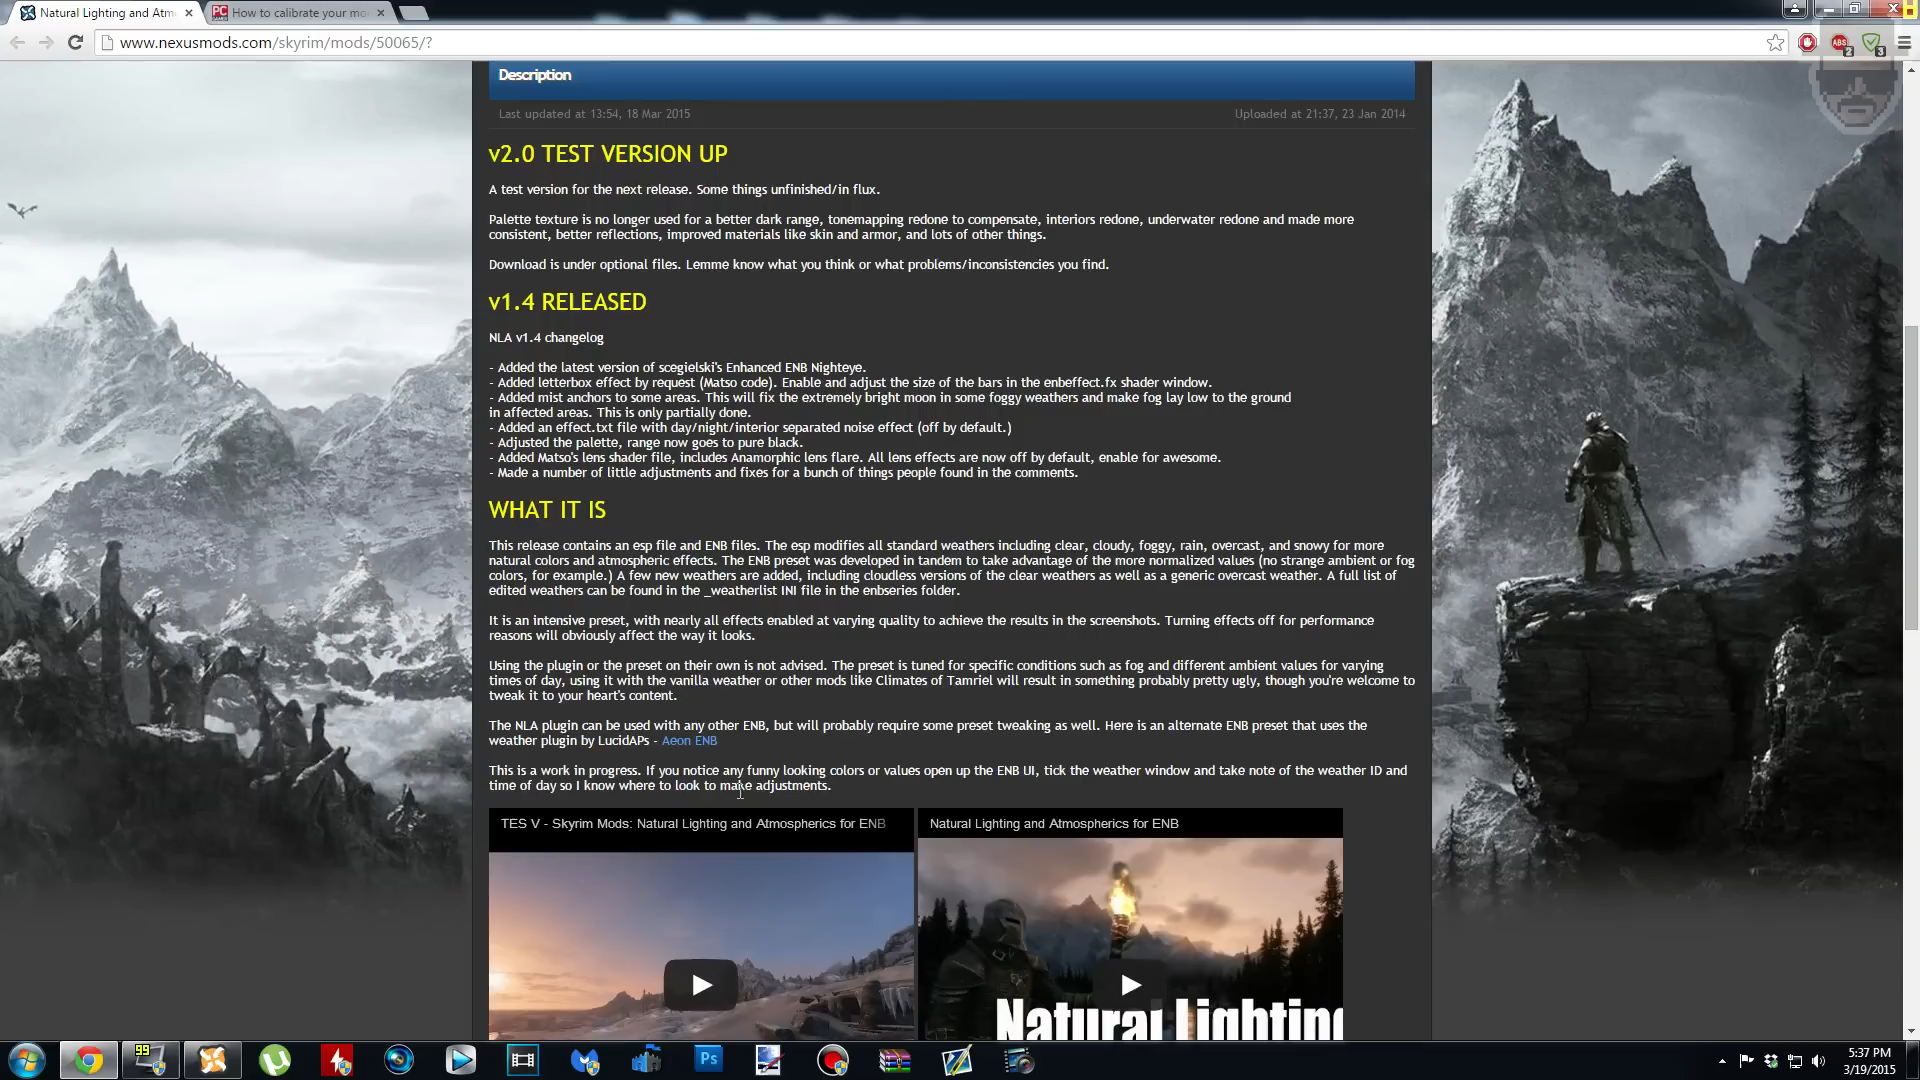 Natural Lighting and Atm
How to calibrate your mo
www.nexusmods.com/skyrim/mods/50065/?
Description
Last updated at 13:54, 18 Mar 2015
Uploaded at 21:37, 23 Jan 2014
v2.0 TEST VERSION UP
A test version for the next release. Some things unfinished/in flux.
Palette texture is no longer used for a better dark range, tonemapping redone to compensate, interiors redone, underwater redone and made more
consistent, better reflections, improved materials like skin and armor, and lots of other things.
Download is under optional files. Lemme know what you think or what problems/inconsistencies you find.
v1.4 RELEASED
NLA v1.4 changelog
- Added the latest version of scegielski's Enhanced ENB Nighteye.
- Added letterbox effect by request (Matso code). Enable and adjust the size of the bars in the enbeffect.fx shader window.
- Added mist anchors to some areas. This will fix the extremely bright moon in some foggy weathers and make fog lay low to the ground
in affected areas. This is only partially done.
- Added an effect.txt file with day/night/interior separated noise effect (off by default.)
- Adjusted the palette, range now goes to pure black.
- Added Matso's lens shader file, includes Anamorphic lens flare. All lens effects are now off by default, enable for awesome.
- Made a number of little adjustments and fixes for a bunch of things people found in the comments.
WHAT IT IS
This release contains an esp file and ENB files. The esp modifies all standard weathers including clear, cloudy, foggy, rain, overcast, and snowy for more
natural colors and atmospheric effects. The ENB preset was developed in tandem to take advantage of the more normalized values (no strange ambient or fog
colors, for example.) A few new weathers are added, including cloudless versions of the clear weathers as well as a generic overcast weather. A full list of
edited weathers can be found in the _weatherlist INI file in the enbseries folder.
It is an intensive preset, with nearly all effects enabled at varying quality to achieve the results in the screenshots. Turning effects off for performance
reasons will obviously affect the way it looks.
Using the plugin or the preset on their own is not advised. The preset is tuned for specific conditions such as fog and different ambient values for varying
times of day, using it with the vanilla weather or other mods like Climates of Tamriel will result in something probably pretty ugly, though you're welcome to
tweak it to your heart's content.
The NLA plugin can be used with any other ENB, but will probably require some preset tweaking as well. Here is an alternate ENB preset that uses the
weather plugin by LucidAPs - Aeon ENB
This is a work in progress. If you notice any funny looking colors or values open up the ENB UI, tick the weather window and take note of the weather ID and
time of day so I know where to look to make adjustments.
TES V - Skyrim Mods: Natural Lighting and Atmospherics for ENB
Natural Lighting and Atmospherics for ENB
Natural Lighting
99
Ps
5:37 PM
3/19/2015